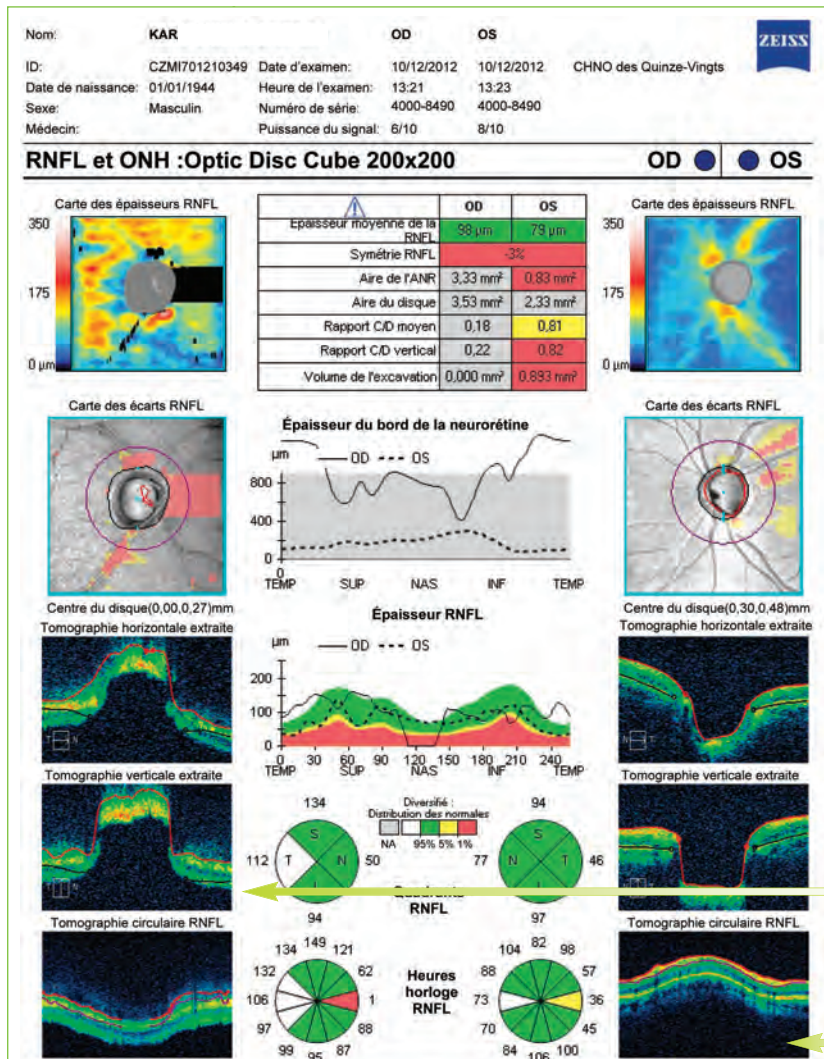 Nom: KAR OD OS
ZEISS
ID: CZMI701210349 Date d'examen: 10/12/2012 10/12/2012 CHNO des Quinze-Vingts
Date de naissance: 01/01/1944 Heure de l'examen: 13:21 13:23
Sexe: Masculin Numéro de série: 4000-8490 4000-8490
Médecin: Puissance du signal: 6/10 8/10
RNFL et ONH :Optic Disc Cube 200x200 OD OS
Carte des épaisseurs RNFL
350
175
0 µm
OD OS
Epaisseur moyenne de la RNFL 98 µm 79 µm
Symétrie RNFL -3%
Aire de l'ANR 3,33 mm² 0,83 mm²
Aire du disque 3,53 mm² 2,33 mm²
Rapport C/D moyen 0,18 0,81
Rapport C/D vertical 0,22 0,82
Volume de l'excavation 0,000 mm² 0,893 mm²
Carte des épaisseurs RNFL
350
175
0 µm
Carte des écarts RNFL
Centre du disque(0,00,0,27)mm
Épaisseur du bord de la neurorétine
µm OD OS
800
400
0
0
TEMP SUP NAS INF TEMP
Carte des écarts RNFL
Centre du disque(0,30,0,48)mm
Tomographie horizontale extraite
T N
Épaisseur RNFL
µm OD OS
200
100
0
0 30 60 90 120 150 180 210 240
TEMP SUP NAS INF TEMP
Tomographie horizontale extraite
N T
Tomographie verticale extraite
Diversifié :
Distribution des normales
NA 95% 5% 1%
134
S
112 T N 50
I
94
Quadrants
RNFL
94
S
77 N T 46
I
97
Tomographie verticale extraite
Tomographie circulaire RNFL
134 149 121
132 62
106 1
97 88
99 95 87
Heures
horloge
RNFL
104 82 98
88 57
73 36
70 45
84 106 100
Tomographie circulaire RNFL